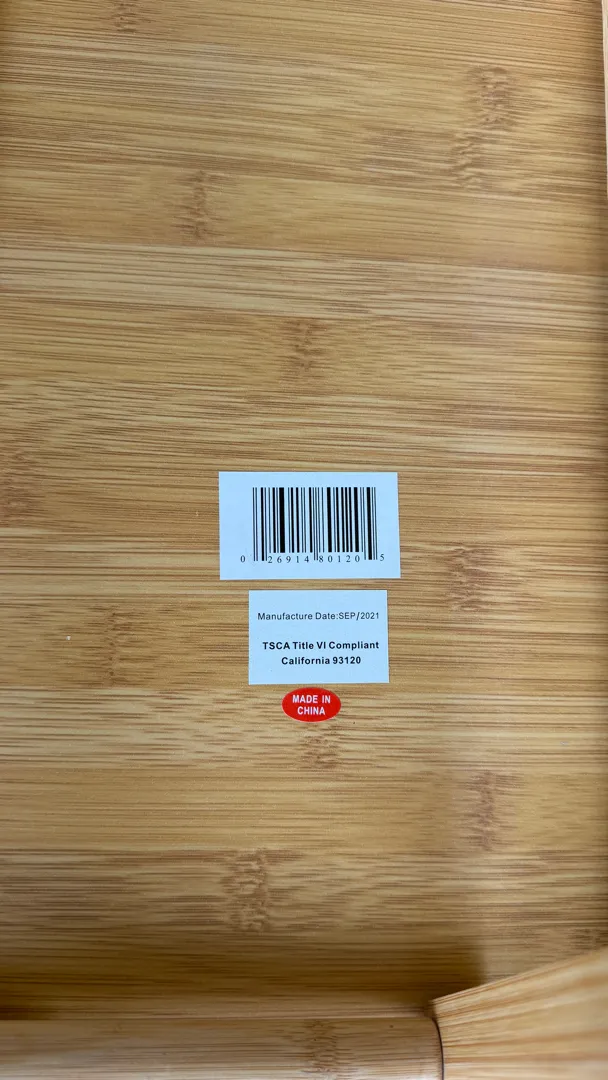 0 26914 80120 5
Manufacture Date:SEP/2021
TSCA Title VI Compliant
California 93120
MADE IN
CHINA